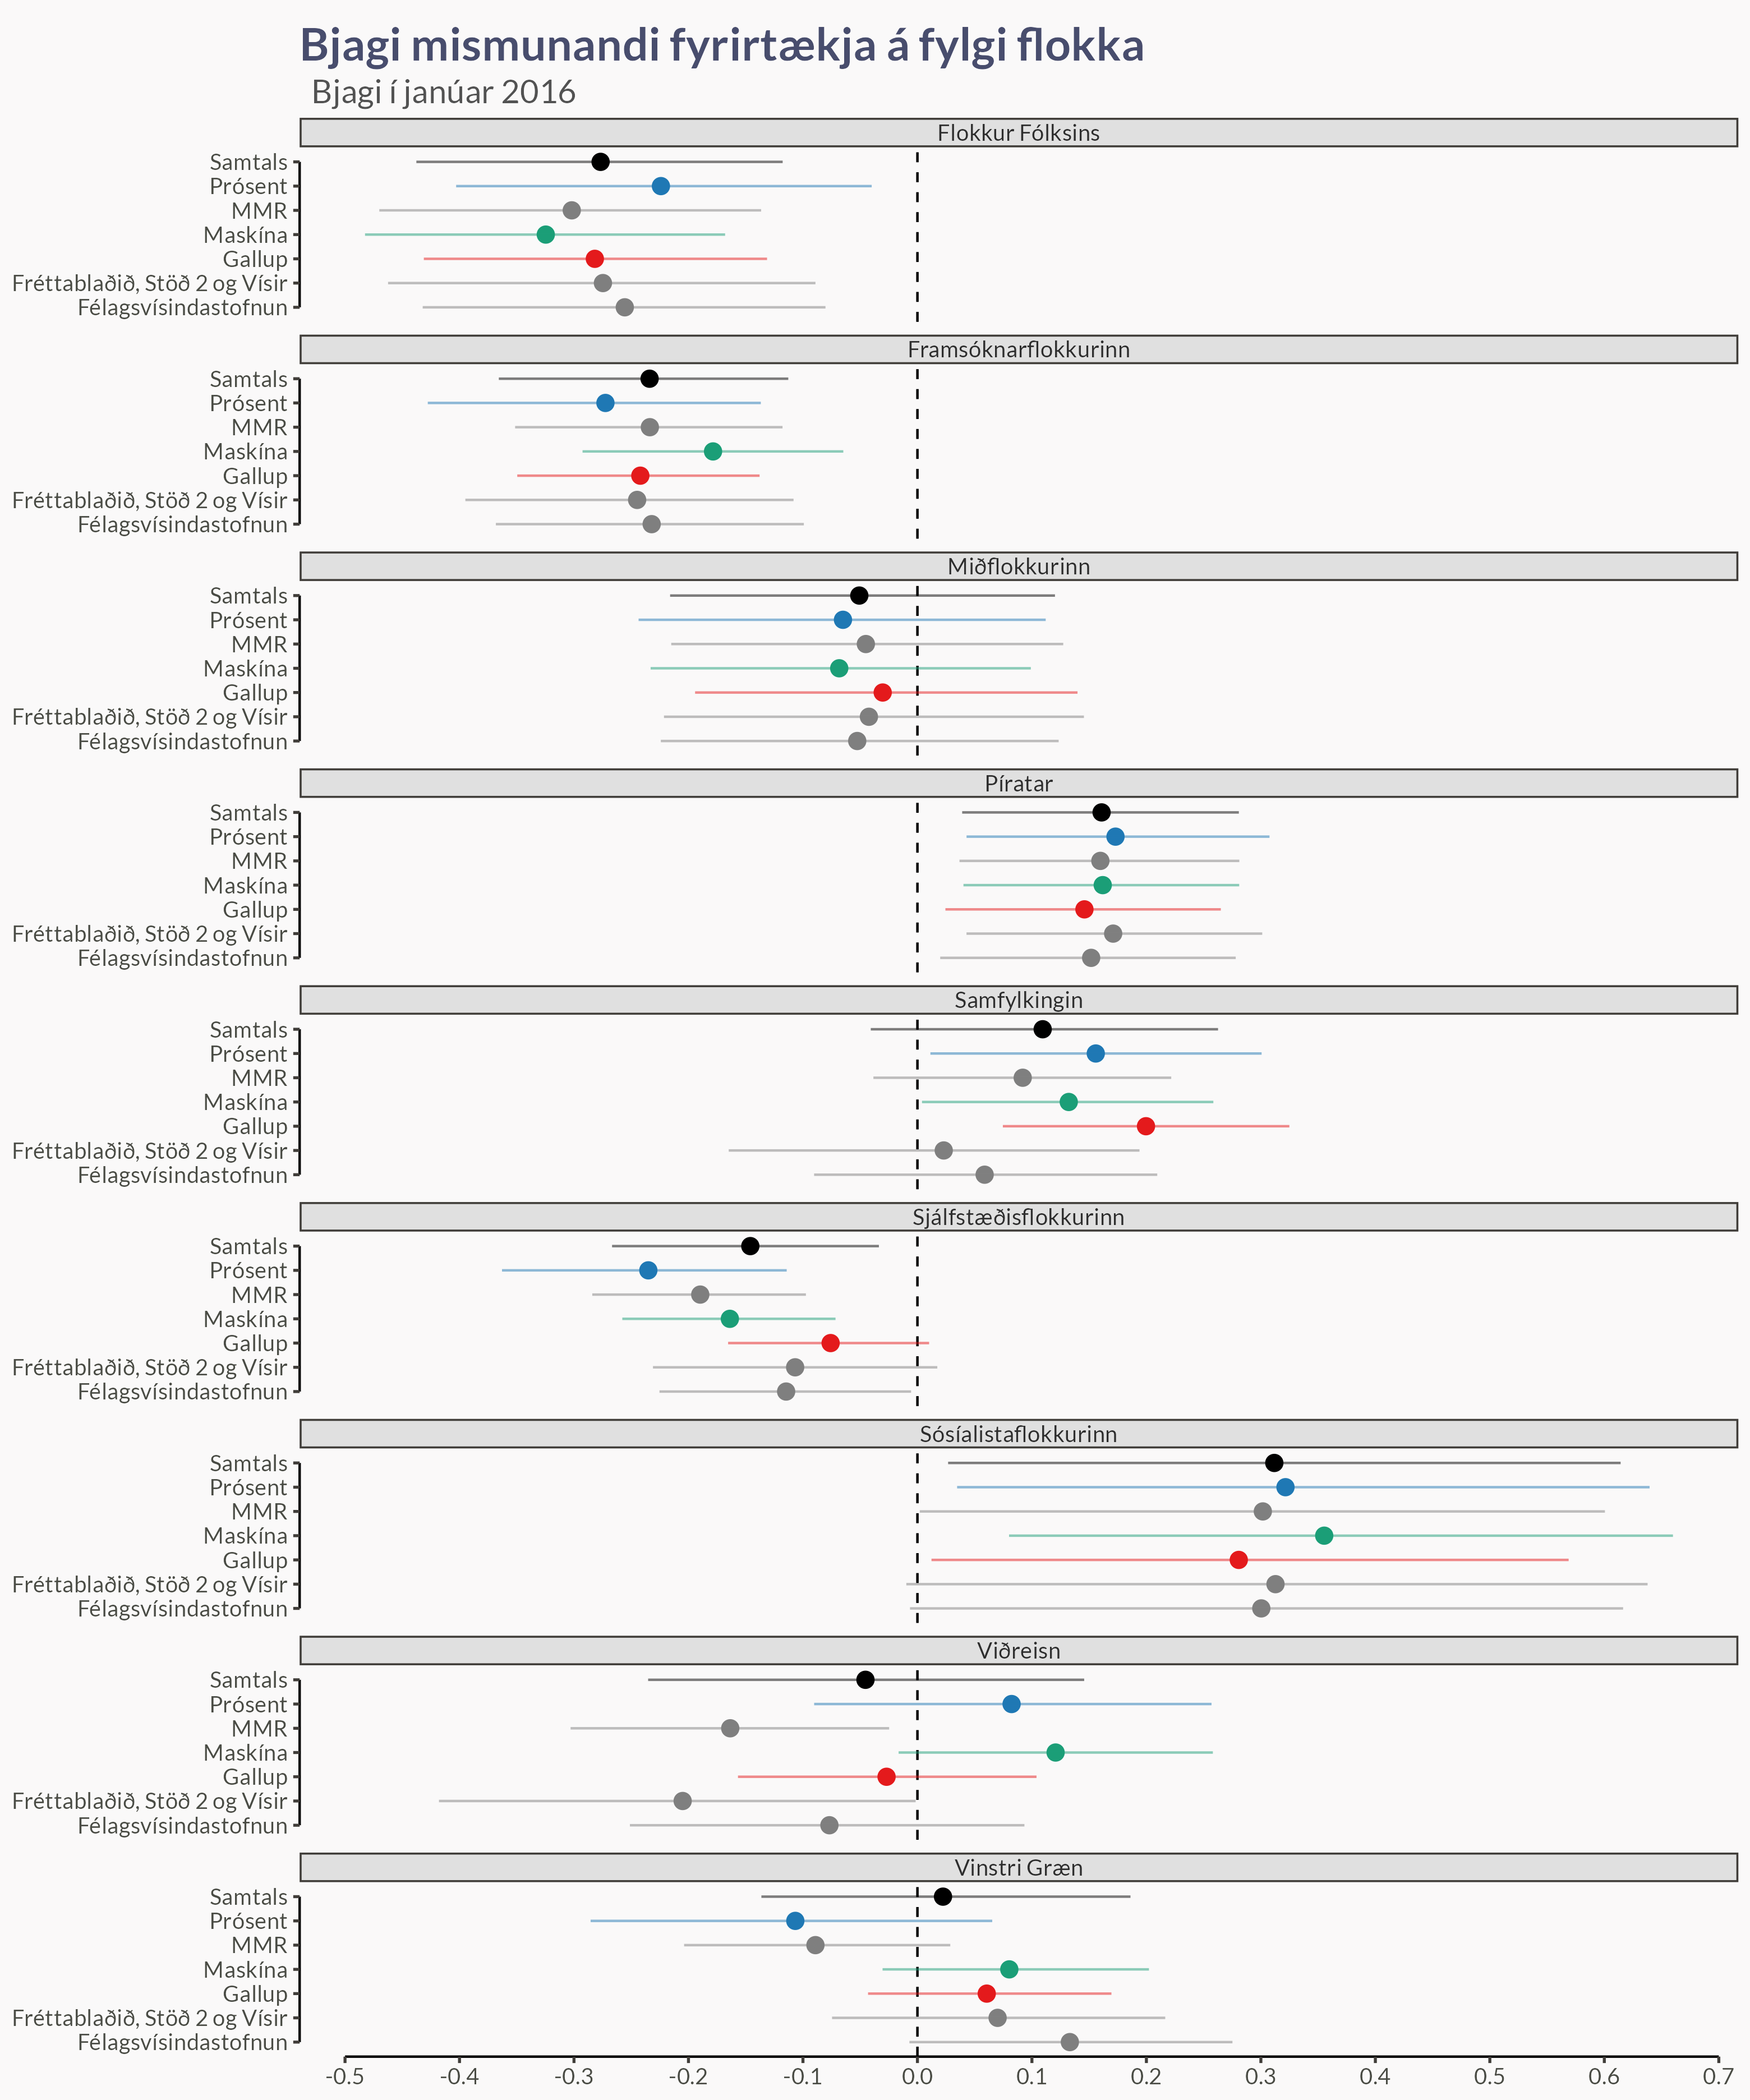 Bjagi mismunandi fyrirtækja á fylgi flokka
Bjagi í janúar 2016
Flokkur Fólksins
Samtals
Prósent
MMR
Maskína
Gallup
Fréttablaðið, Stöð 2 og Vísir
Félagsvísindastofnun
Framsóknarflokkurinn
Samtals
Prósent
MMR
Maskína
Gallup
Fréttablaðið, Stöð 2 og Vísir
Félagsvísindastofnun
Miðflokkurinn
Samtals
Prósent
MMR
Maskína
Gallup
Fréttablaðið, Stöð 2 og Vísir
Félagsvísindastofnun
Píratar
Samtals
Prósent
MMR
Maskína
Gallup
Fréttablaðið, Stöð 2 og Vísir
Félagsvísindastofnun
Samfylkingin
Samtals
Prósent
MMR
Maskína
Gallup
Fréttablaðið, Stöð 2 og Vísir
Félagsvísindastofnun
Sjálfstæðisflokkurinn
Samtals
Prósent
MMR
Maskína
Gallup
Fréttablaðið, Stöð 2 og Vísir
Félagsvísindastofnun
Sósíalistaflokkurinn
Samtals
Prósent
MMR
Maskína
Gallup
Fréttablaðið, Stöð 2 og Vísir
Félagsvísindastofnun
Viðreisn
Samtals
Prósent
MMR
Maskína
Gallup
Fréttablaðið, Stöð 2 og Vísir
Félagsvísindastofnun
Vinstri Græn
Samtals
Prósent
MMR
Maskína
Gallup
Fréttablaðið, Stöð 2 og Vísir
Félagsvísindastofnun
-0.5 -0.4 -0.3 -0.2 -0.1 0.0 0.1 0.2 0.3 0.4 0.5 0.6 0.7